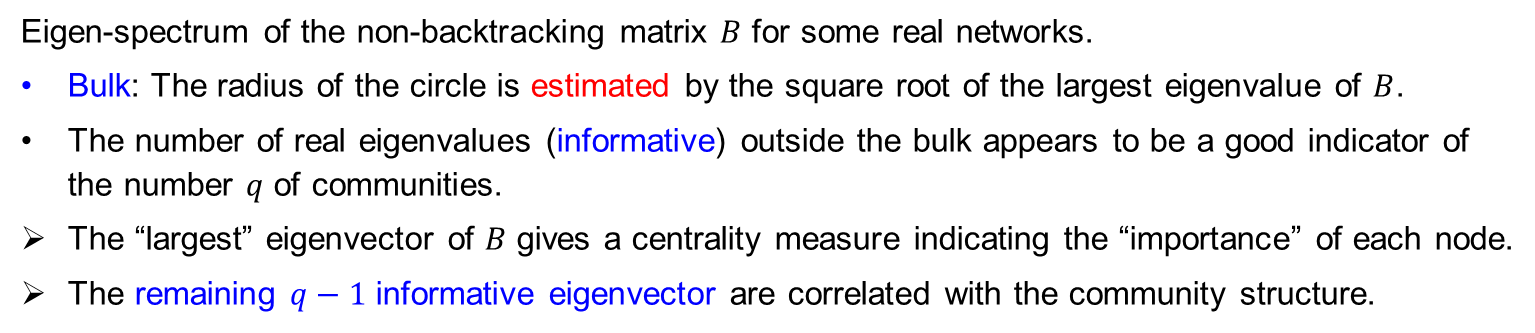 Eigen-spectrum of the non-backtracking matrix B for some real networks.
• Bulk: The radius of the circle is estimated by the square root of the largest eigenvalue of B.
• The number of real eigenvalues (informative) outside the bulk appears to be a good indicator of
the number q of communities.
➢ The “largest” eigenvector of B gives a centrality measure indicating the “importance” of each node.
➢ The remaining q − 1 informative eigenvector are correlated with the community structure.